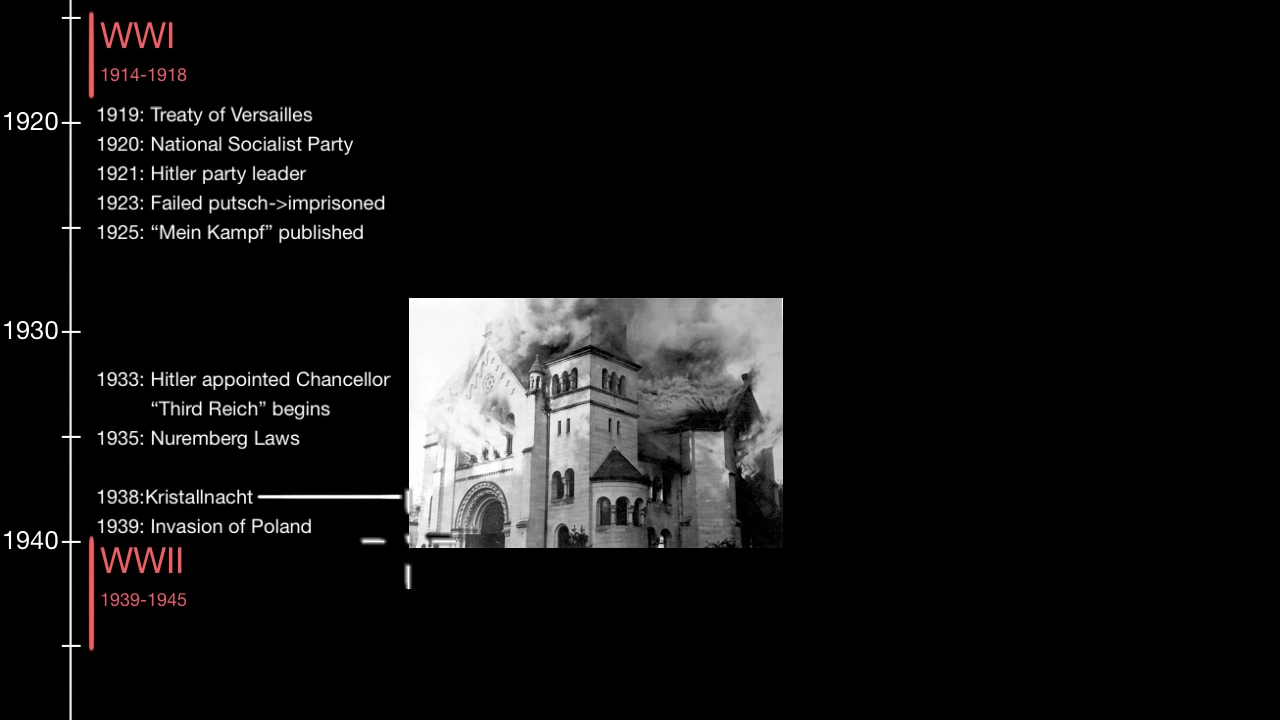 WWI
1914-1918
1919: Treaty of Versailles
1920
1920: National Socialist Party
1921: Hitler party leader
1923: Failed putsch->imprisoned
1925: “Mein Kampf” published
1930
1933: Hitler appointed Chancellor
“Third Reich” begins
1935: Nuremberg Laws
1938:Kristallnacht
1939: Invasion of Poland
1940
WWII
1939-1945